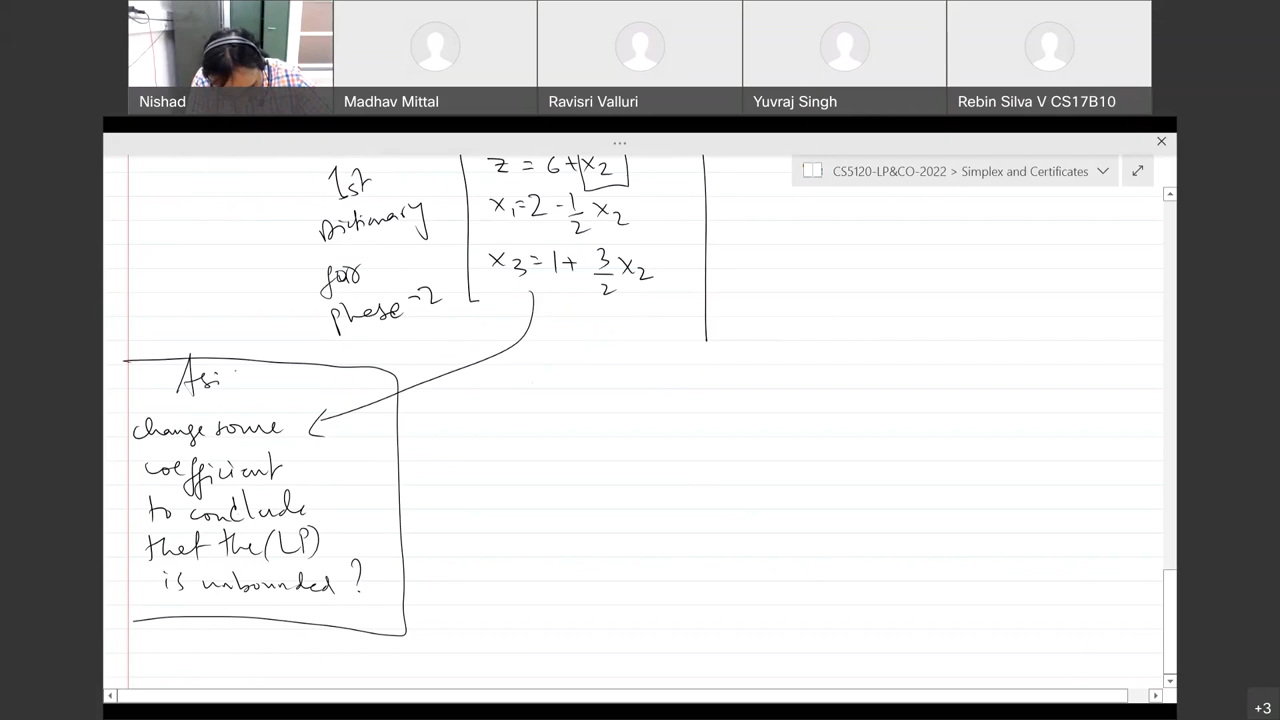 Nishad
Madhav Mittal
Ravisri Valluri
Yuvraj Singh
Rebin Silva V CS17B10
CS5120-LP&CO-2022 > Simplex and Certificates
1st
Dictionary
for
phase-2
z = 6 + x2
x1 = 2 - 1/2 x2
x3 = 1 + 3/2 x2
change some
coefficient
to conclude
that the (LP)
is unbounded ?
+3